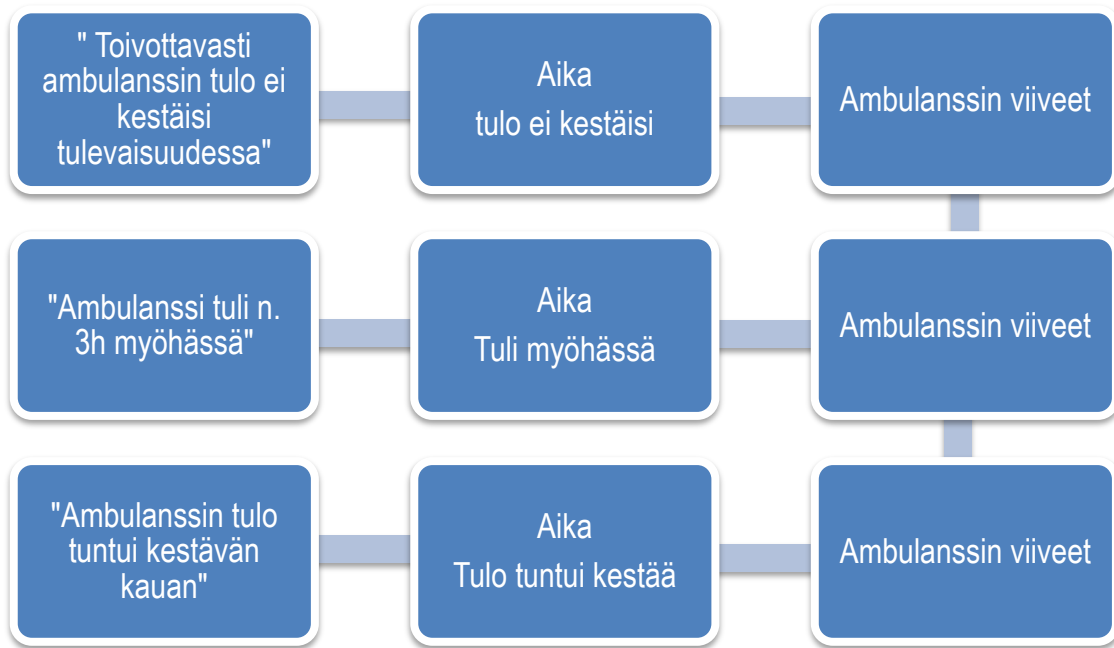 " Toivottavasti
ambulanssin tulo ei
kestäisi
tulevaisuudessa"
Aika
tulo ei kestäisi
Ambulanssin viiveet
"Ambulanssi tuli n.
3h myöhässä"
Aika
Tuli myöhässä
Ambulanssin viiveet
"Ambulanssin tulo
tuntui kestävän
kauan"
Aika
Tulo tuntui kestää
Ambulanssin viiveet